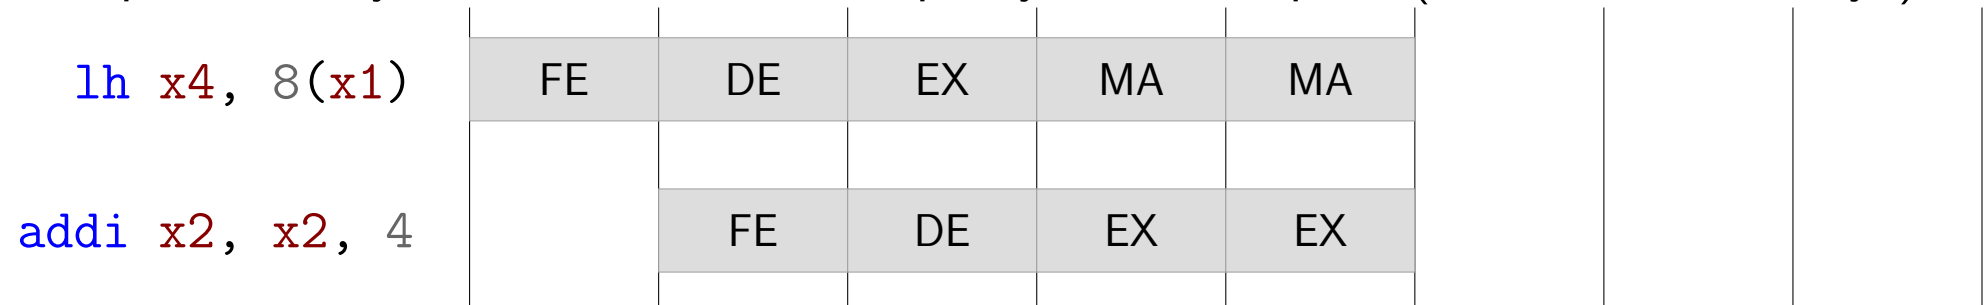 lh x4, 8(x1) FE DE EX MA MA
addi x2, x2, 4 FE DE EX EX